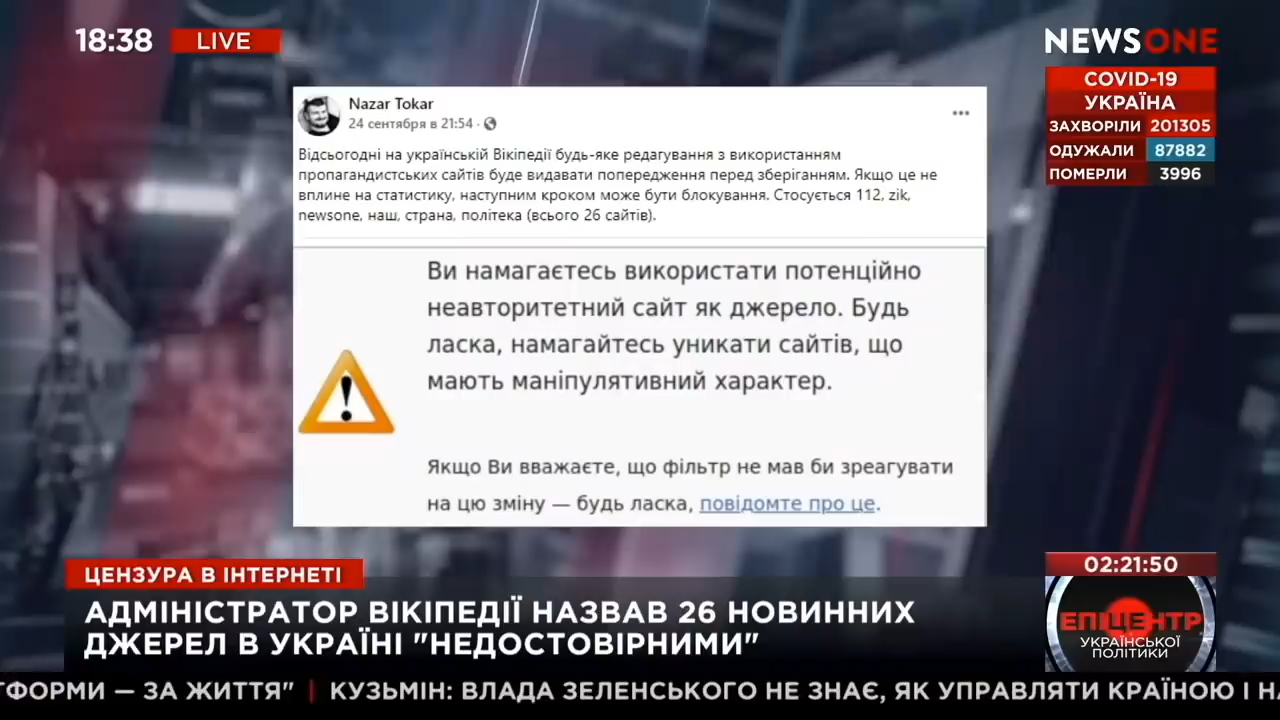 18:38 LIVE
NEWSONE
COVID-19
УКРАЇНА
ЗАХВОРІЛИ 201305
ОДУЖАЛИ 87882
ПОМЕРЛИ 3996
Nazar Tokar
24 сентября в 21:54 ·
Відсьогодні на українській Вікіпедії будь-яке редагування з використанням
пропагандистських сайтів буде видавати попередження перед зберіганням. Якщо це не
вплине на статистику, наступним кроком може бути блокування. Стосується 112, zik,
newsone, наш, страна, політека (всього 26 сайтів).
Ви намагаєтесь використати потенційно
неавторитетний сайт як джерело. Будь
ласка, намагайтесь уникати сайтів, що
мають маніпулятивний характер.
Якщо Ви вважаєте, що фільтр не мав би зреагувати
на цю зміну — будь ласка, повідомте про це.
02:21:50
ЕПІЦЕНТР
УКРАЇНСЬКОЇ
ПОЛІТИКИ
ЦЕНЗУРА В ІНТЕРНЕТІ
АДМІНІСТРАТОР ВІКІПЕДІЇ НАЗВАВ 26 НОВИННИХ
ДЖЕРЕЛ В УКРАЇНІ "НЕДОСТОВІРНИМИ"
ТФОРМИ — ЗА ЖИТТЯ" | КУЗЬМІН: ВЛАДА ЗЕЛЕНСЬКОГО НЕ ЗНАЄ, ЯК УПРАВЛЯТИ КРАЇНОЮ І НА